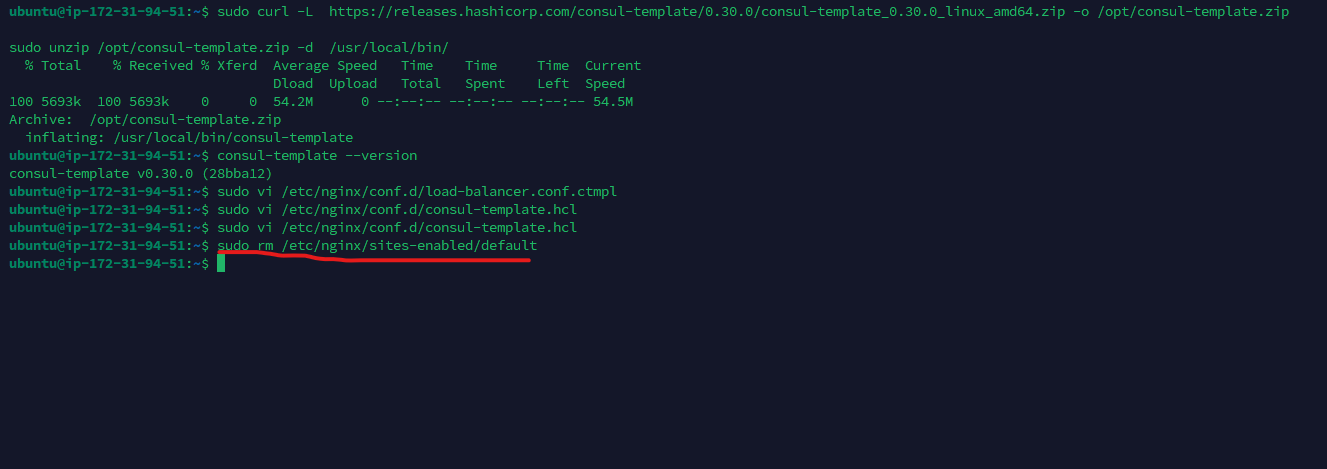 ubuntu@ip-172-31-94-51:~$ sudo curl -L  https://releases.hashicorp.com/consul-template/0.30.0/consul-template_0.30.0_linux_amd64.zip -o /opt/consul-template.zip
sudo unzip /opt/consul-template.zip -d  /usr/local/bin/
  % Total    % Received % Xferd  Average Speed   Time    Time     Time  Current
                                 Dload  Upload   Total   Spent    Left  Speed
100 5693k  100 5693k    0     0  54.2M      0 --:--:-- --:--:-- --:--:-- 54.5M
Archive:  /opt/consul-template.zip
  inflating: /usr/local/bin/consul-template
ubuntu@ip-172-31-94-51:~$ consul-template --version
consul-template v0.30.0 (28bba12)
ubuntu@ip-172-31-94-51:~$ sudo vi /etc/nginx/conf.d/load-balancer.conf.ctmpl
ubuntu@ip-172-31-94-51:~$ sudo vi /etc/nginx/conf.d/consul-template.hcl
ubuntu@ip-172-31-94-51:~$ sudo vi /etc/nginx/conf.d/consul-template.hcl
ubuntu@ip-172-31-94-51:~$ sudo rm /etc/nginx/sites-enabled/default
ubuntu@ip-172-31-94-51:~$